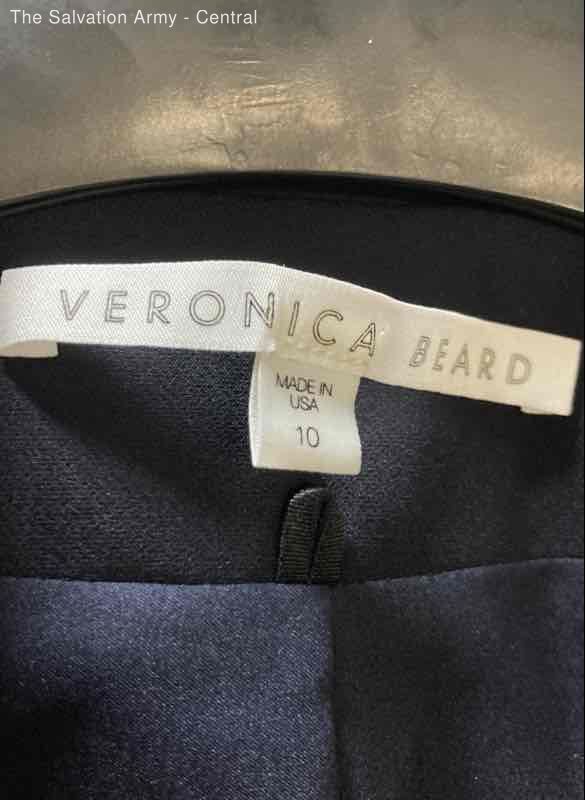 The Salvation Army - Central
VERONICA BEARD
MADE IN
USA
10